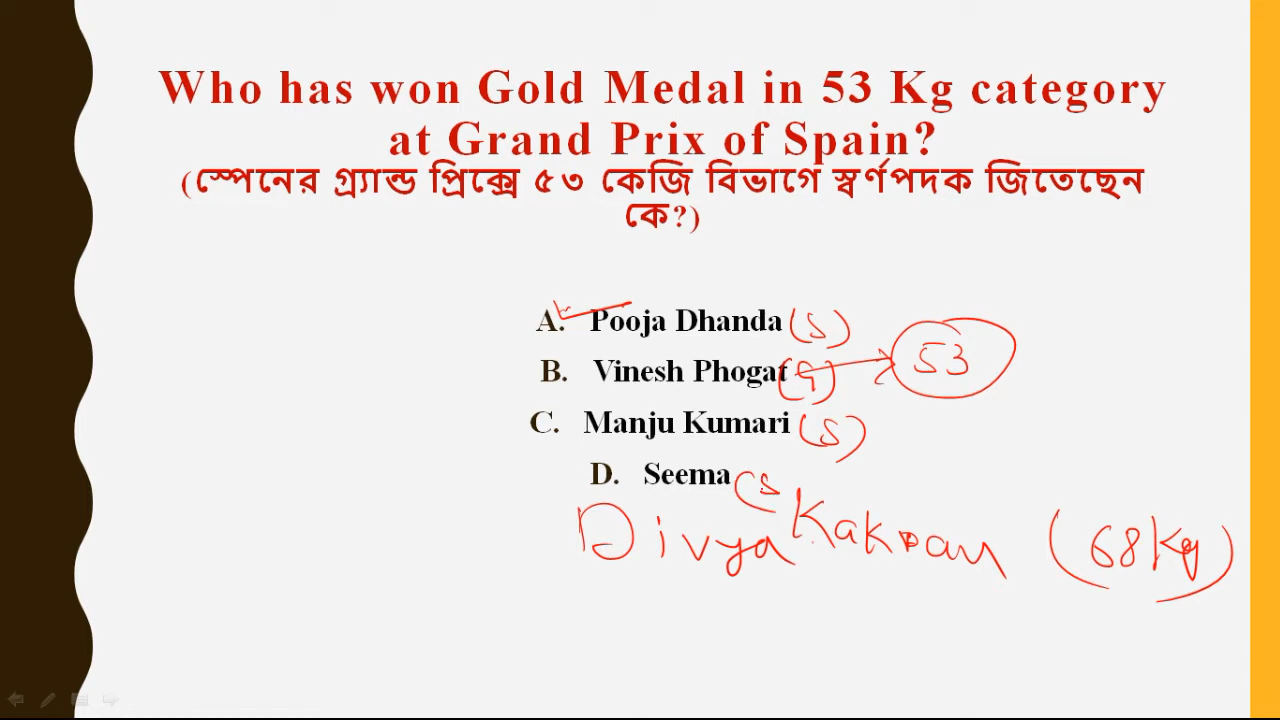 Who has won Gold Medal in 53 Kg category
at Grand Prix of Spain?
(স্পেনের গ্র্যান্ড প্রিক্সে ৫৩ কেজি বিভাগে স্বর্ণপদক জিতেছেন
কে?)
A. Pooja Dhanda (S)
B. Vinesh Phogat (G) 53
C. Manju Kumari (S)
D. Seema (S
Divya Kakran (68Kg)